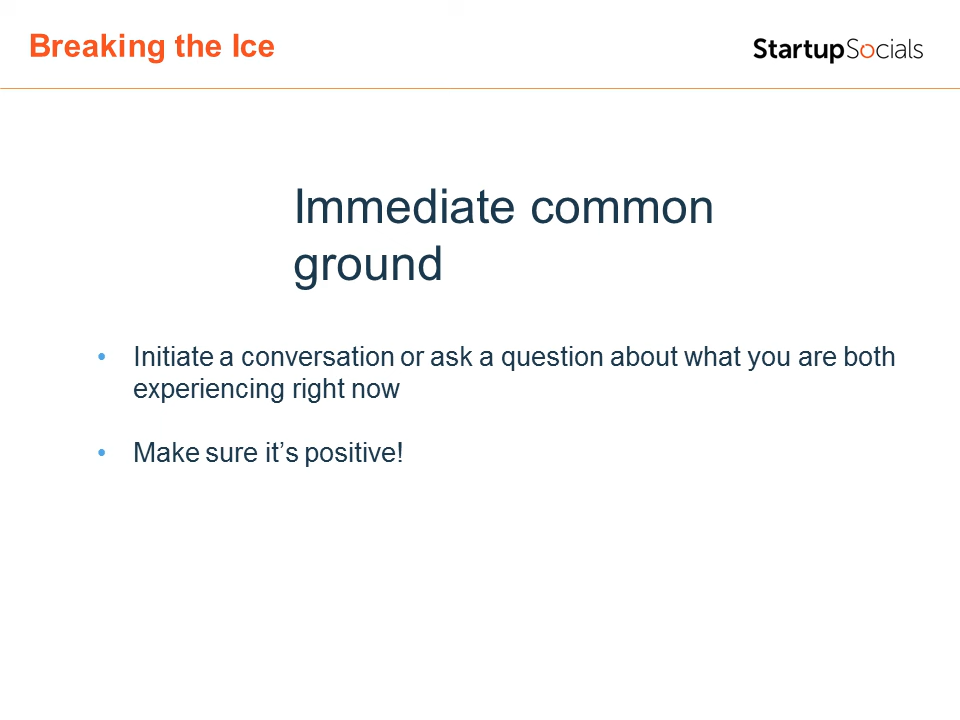 Breaking the Ice
StartupSocials
Immediate common
ground
• Initiate a conversation or ask a question about what you are both
experiencing right now
• Make sure it’s positive!